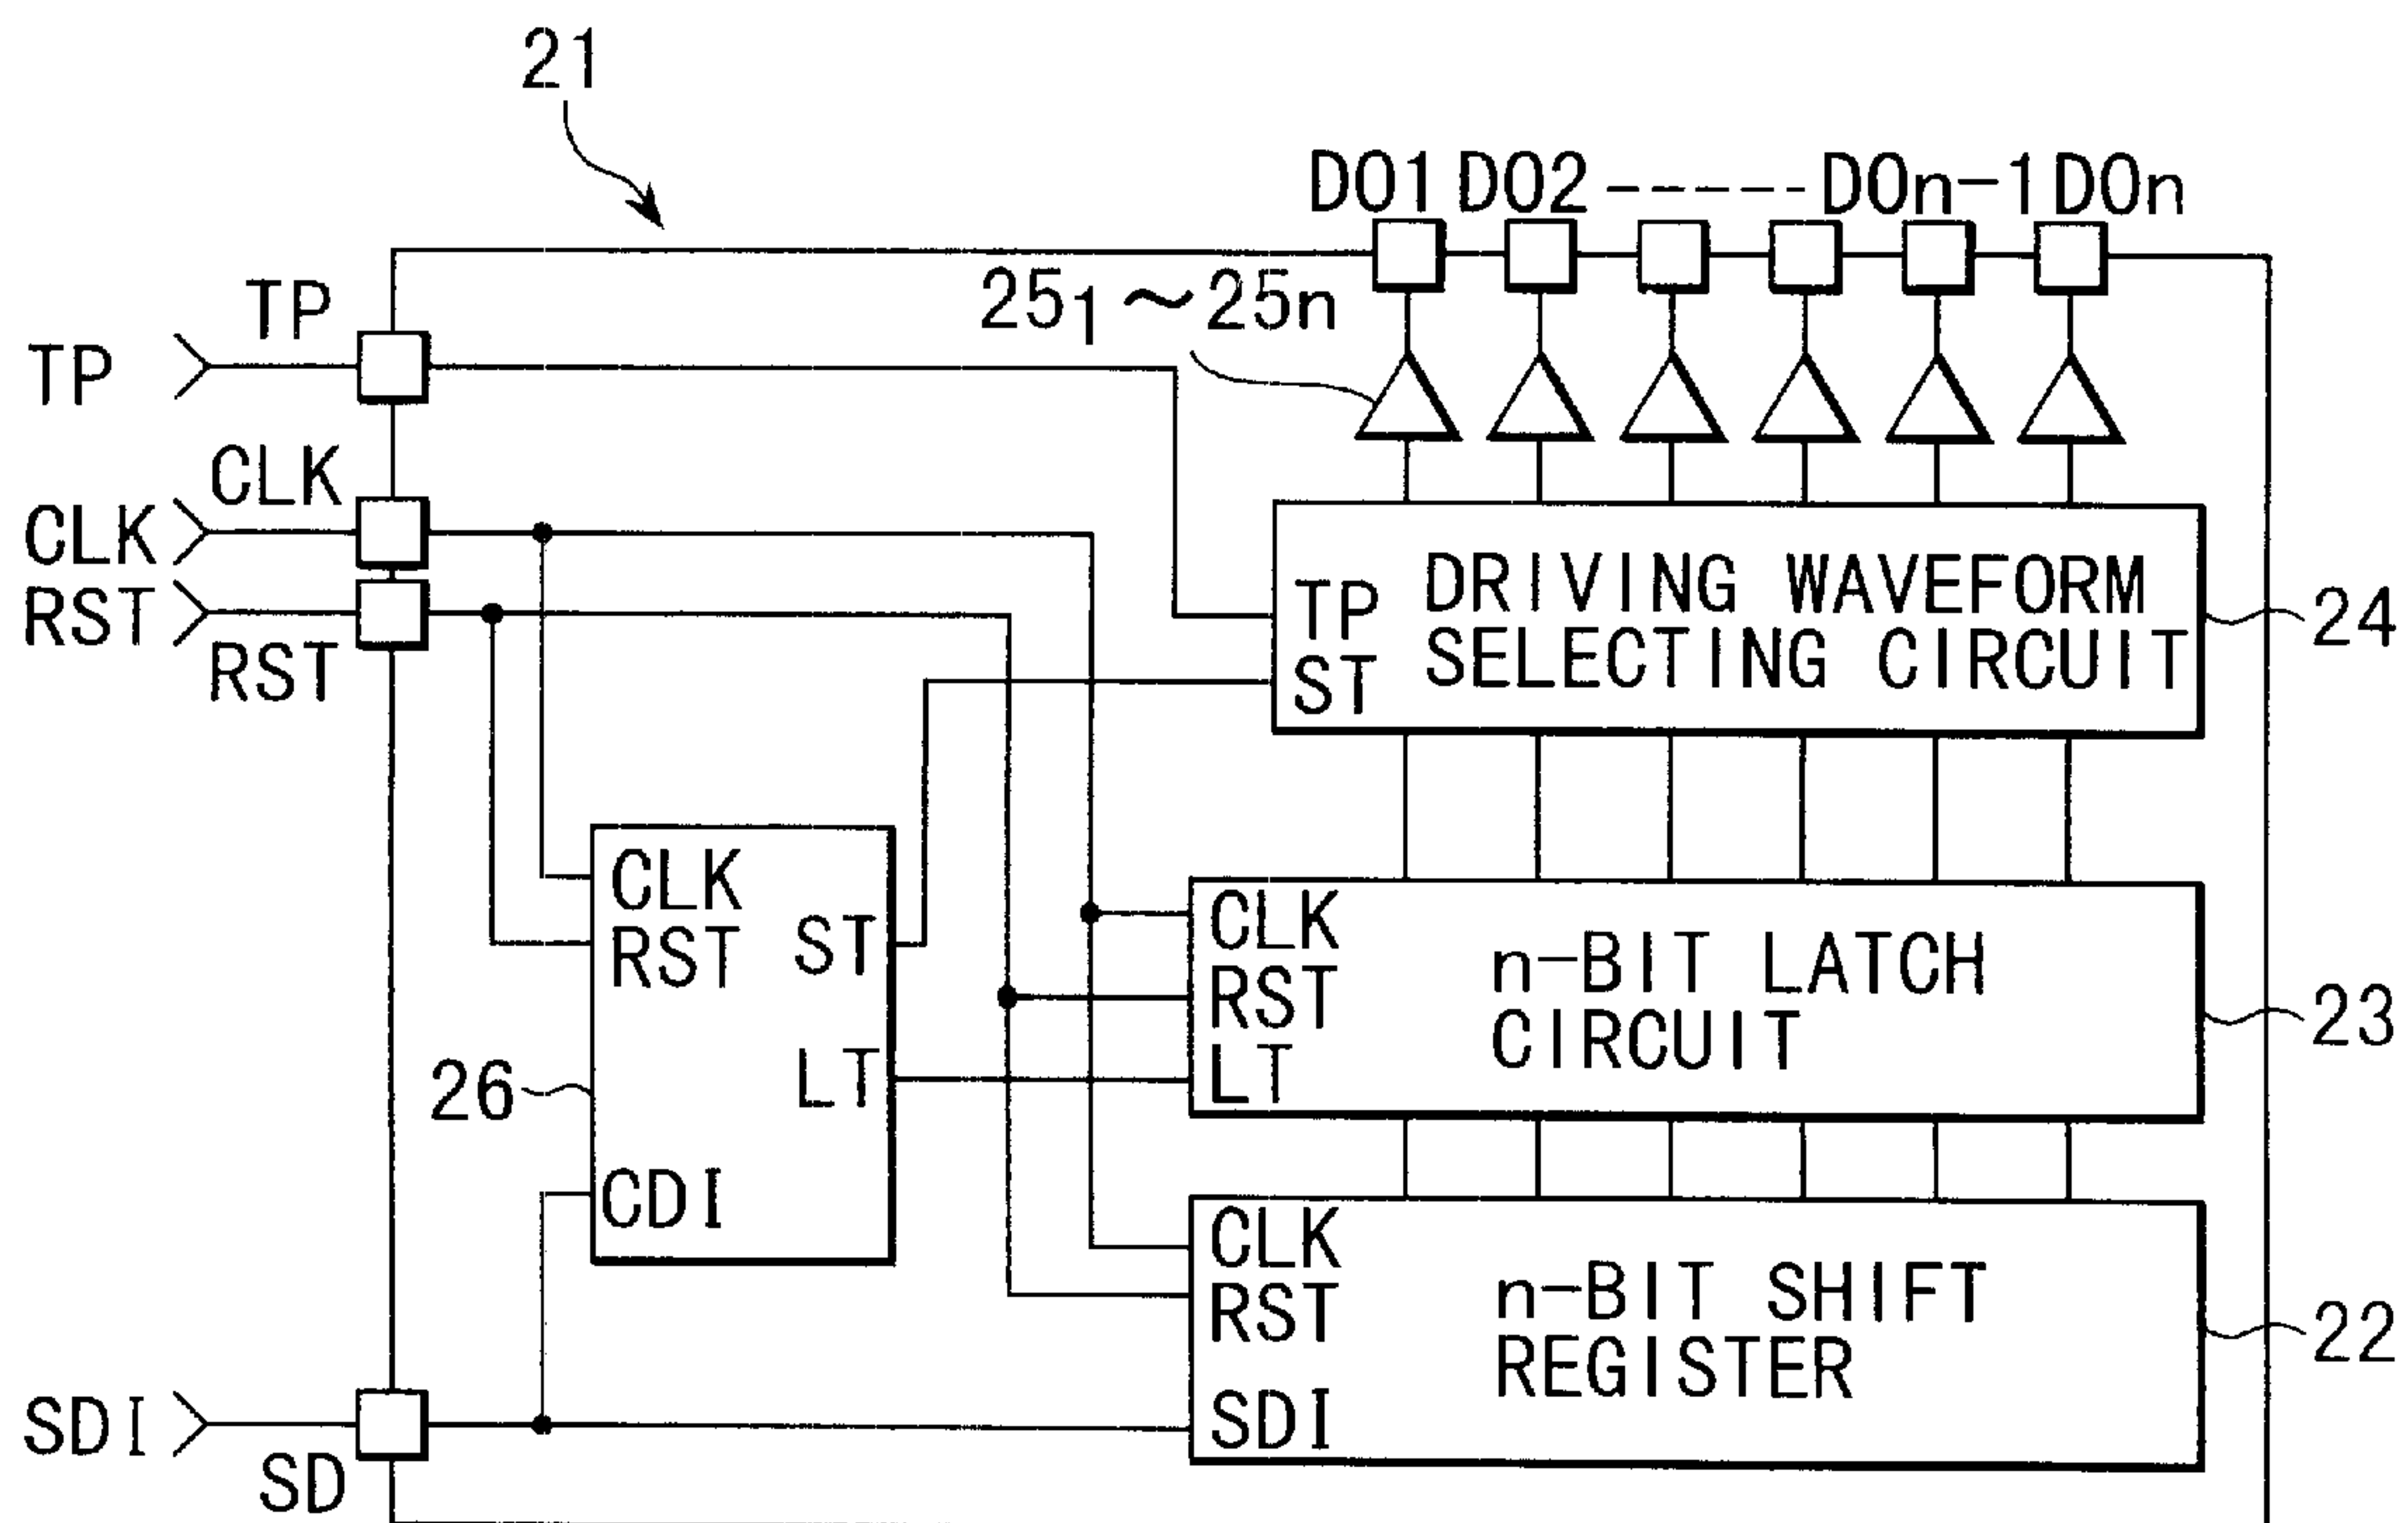 21
DO1 DO2 ------ DOn-1 DOn
25₁~25n
TP
TP
CLK
CLK
RST
RST
TP
ST
DRIVING WAVEFORM
SELECTING CIRCUIT
24
CLK
RST
ST
LT
CDI
26
CLK
RST
LT
n-BIT LATCH
CIRCUIT
23
CLK
RST
SDI
n-BIT SHIFT
REGISTER
22
SDI
SD